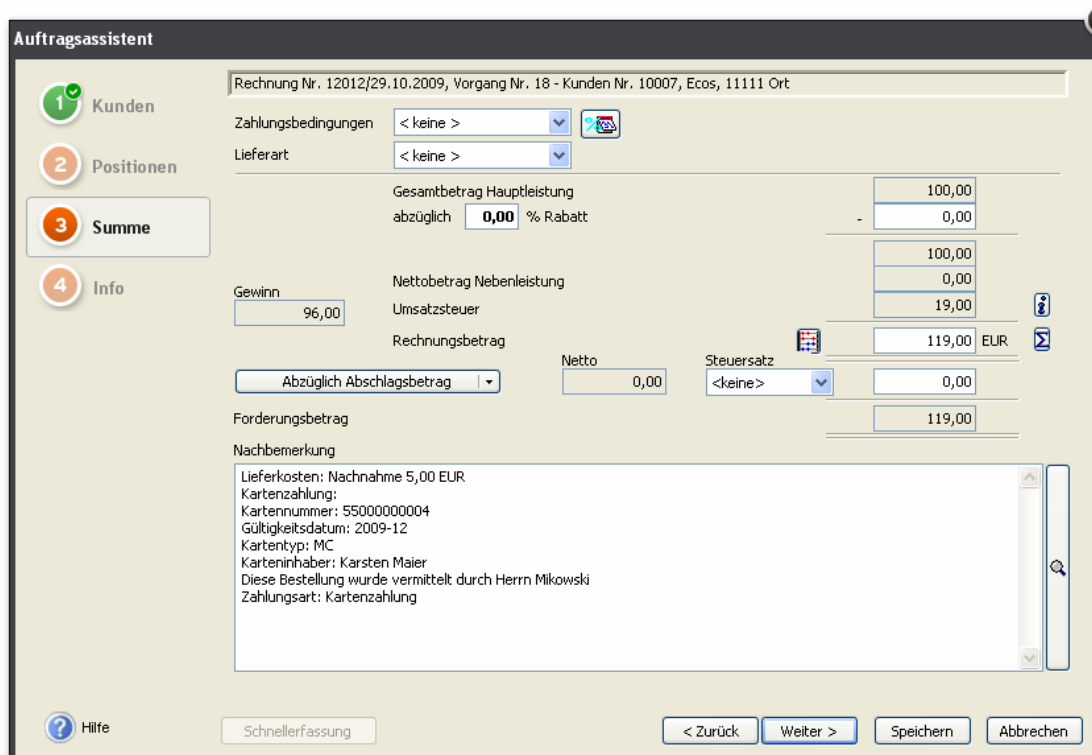 Auftragsassistent
1 Kunden
2 Positionen
3 Summe
4 Info
Rechnung Nr. 12012/29.10.2009, Vorgang Nr. 18 - Kunden Nr. 10007, Ecos, 11111 Ort
Zahlungsbedingungen < keine >
Lieferart < keine >
Gesamtbetrag Hauptleistung 100,00
abzüglich 0,00 % Rabatt - 0,00
100,00
Nettobetrag Nebenleistung 0,00
Gewinn
96,00
Umsatzsteuer 19,00
Rechnungsbetrag 119,00 EUR Σ
Netto Steuersatz
Abzüglich Abschlagsbetrag 0,00 <keine> 0,00
Forderungsbetrag 119,00
Nachbemerkung
Lieferkosten: Nachnahme 5,00 EUR
Kartenzahlung:
Kartennummer: 55000000004
Gültigkeitsdatum: 2009-12
Kartentyp: MC
Karteninhaber: Karsten Maier
Diese Bestellung wurde vermittelt durch Herrn Mikowski
Zahlungsart: Kartenzahlung
? Hilfe
Schnellerfassung
< Zurück
Weiter >
Speichern
Abbrechen